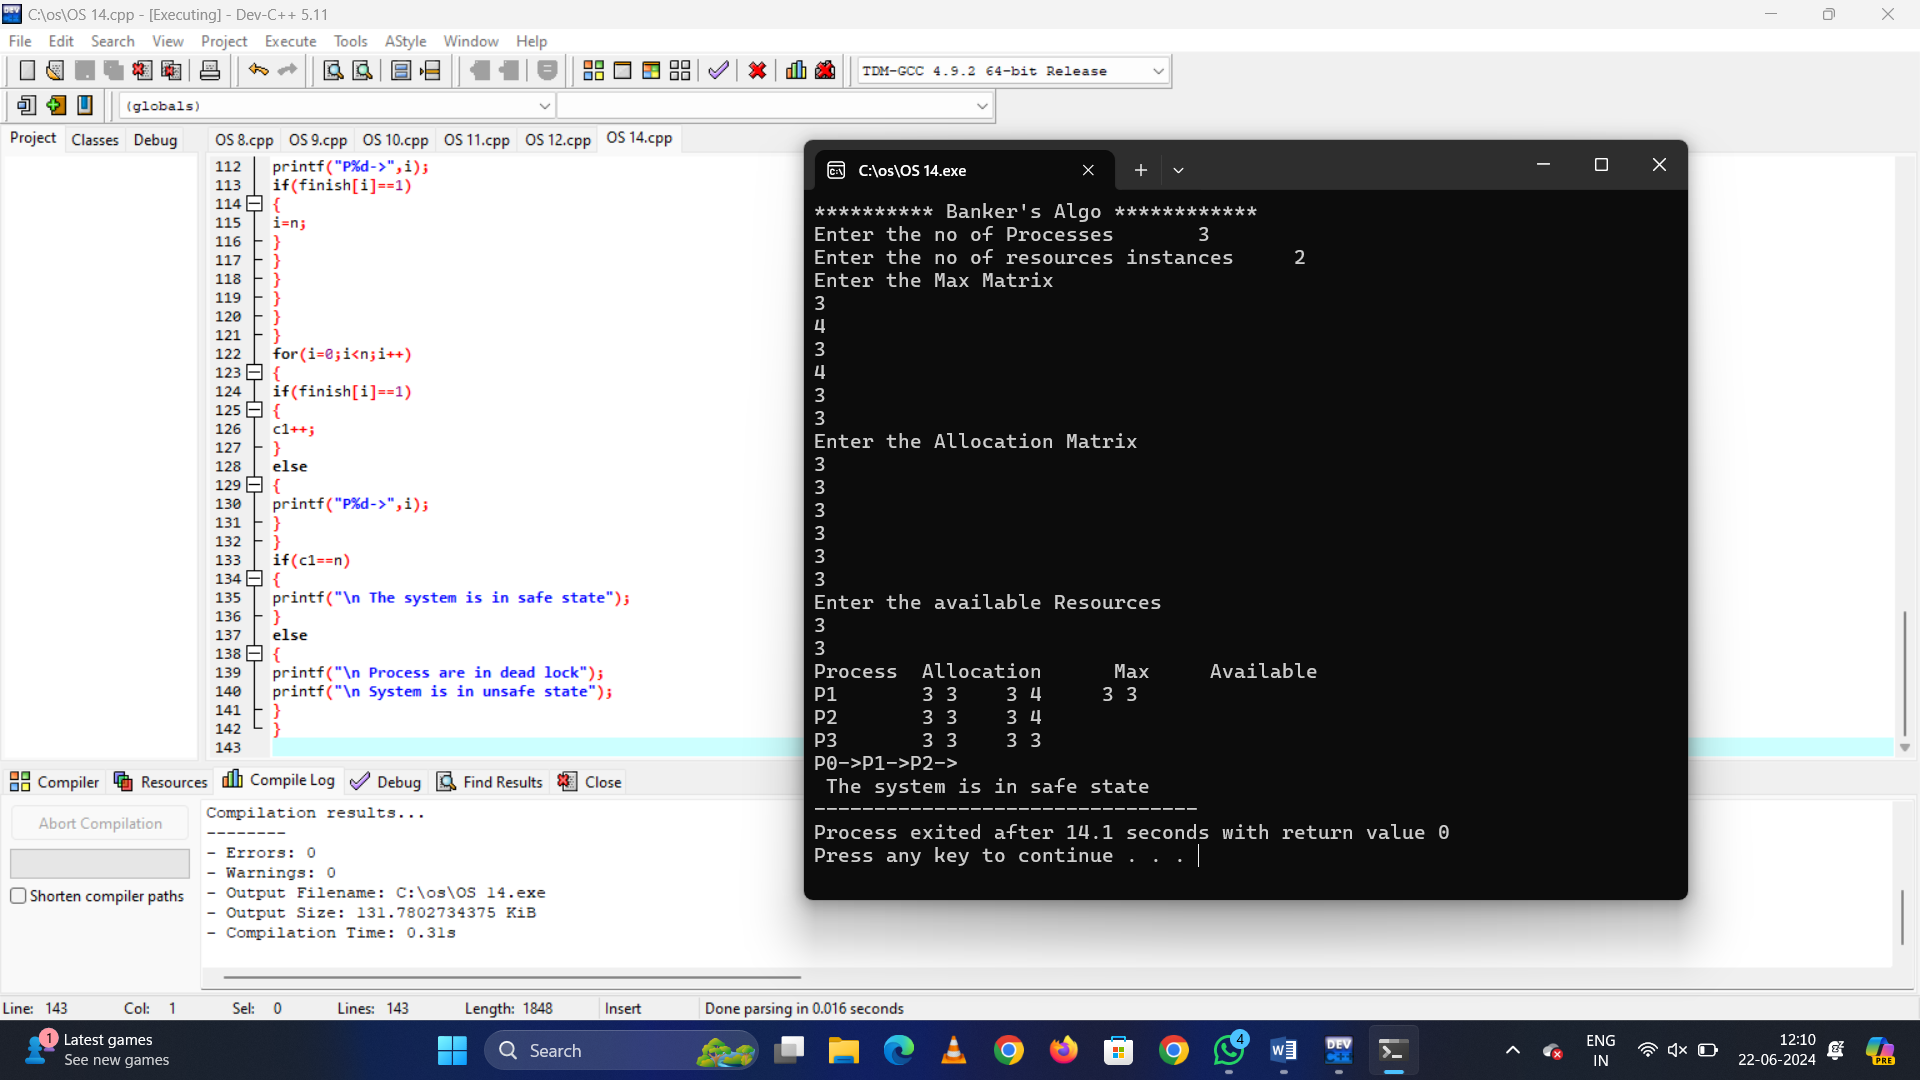 C:\os\OS 14.cpp - [Executing] - Dev-C++ 5.11
File Edit Search View Project Execute Tools AStyle Window Help
TDM-GCC 4.9.2 64-bit Release
(globals)
Project Classes Debug
OS 8.cpp OS 9.cpp OS 10.cpp OS 11.cpp OS 12.cpp OS 14.cpp
112 printf("P%d->",i);
113 if(finish[i]==1)
114 {
115 i=n;
116 }
117 }
118 }
119 }
120 }
121 }
122 for(i=0;i<n;i++)
123 {
124 if(finish[i]==1)
125 {
126 c1++;
127 }
128 else
129 {
130 printf("P%d->",i);
131 }
132 }
133 if(c1==n)
134 {
135 printf("\n The system is in safe state");
136 }
137 else
138 {
139 printf("\n Process are in dead lock");
140 printf("\n System is in unsafe state");
141 }
142 }
143
C:\os\OS 14.exe
********** Banker's Algo ************
Enter the no of Processes 3
Enter the no of resources instances 2
Enter the Max Matrix
3
4
3
4
3
3
Enter the Allocation Matrix
3
3
3
3
3
3
Enter the available Resources
3
3
Process Allocation Max Available
P1 3 3 3 4 3 3
P2 3 3 3 4
P3 3 3 3 3
P0->P1->P2->
The system is in safe state
--------------------------------
Process exited after 14.1 seconds with return value 0
Press any key to continue . . .
Compiler Resources Compile Log Debug Find Results Close
Abort Compilation
Shorten compiler paths
Compilation results...
--------
- Errors: 0
- Warnings: 0
- Output Filename: C:\os\OS 14.exe
- Output Size: 131.7802734375 KiB
- Compilation Time: 0.31s
Line: 143 Col: 1 Sel: 0 Lines: 143 Length: 1848 Insert Done parsing in 0.016 seconds
1
Latest games
See new games
Search
4
DEV
ENG
IN
12:10
22-06-2024
PRE